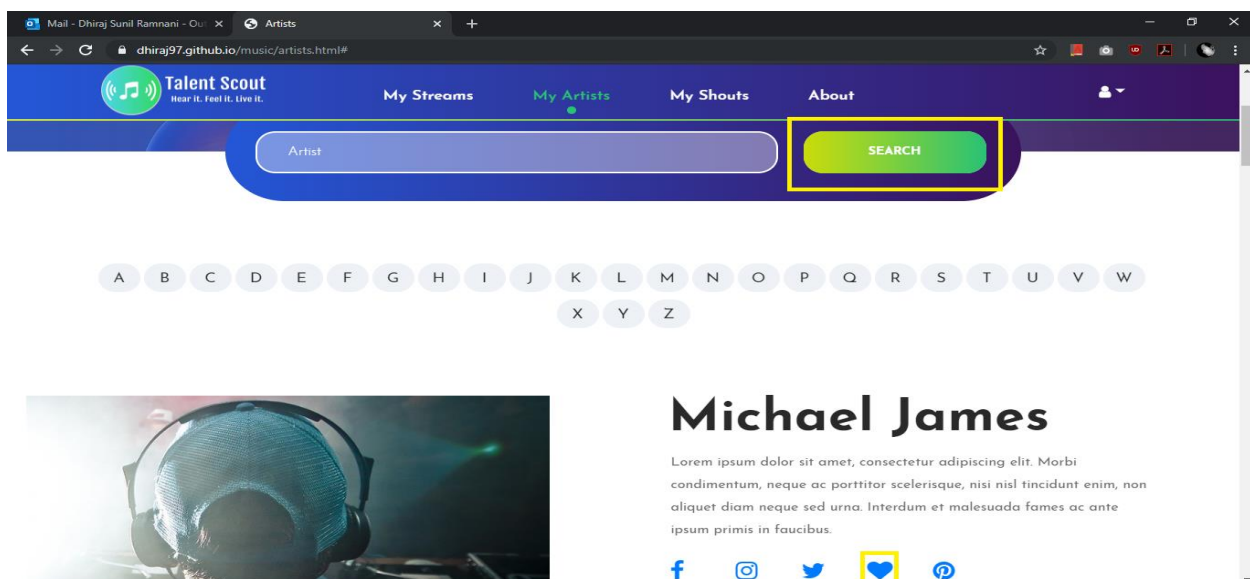 Mail - Dhiraj Sunil Ramnani - Ou
Artists
dhiraj97.github.io/music/artists.html#
Talent Scout
Hear it. Feel it. Live it.
My Streams
My Artists
My Shouts
About
Artist
SEARCH
A B C D E F G H I J K L M N O P Q R S T U V W
X Y Z
Michael James
Lorem ipsum dolor sit amet, consectetur adipiscing elit. Morbi
condimentum, neque ac porttitor scelerisque, nisi nisl tincidunt enim, non
aliquet diam neque sed urna. Interdum et malesuada fames ac ante
ipsum primis in faucibus.